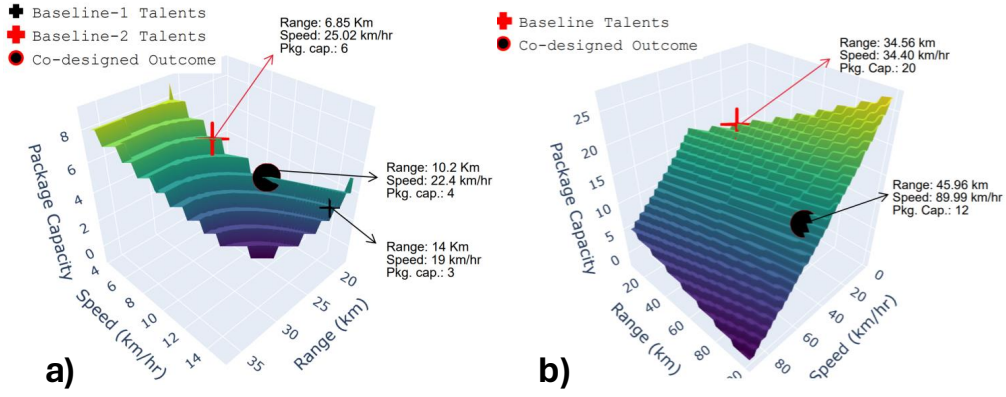 Baseline-1 Talents
Baseline-2 Talents
Co-designed Outcome
Range: 6.85 Km
Speed: 25.02 km/hr
Pkg. cap.: 6
Range: 10.2 Km
Speed: 22.4 km/hr
Pkg. cap.: 4
Range: 14 Km
Speed: 19 km/hr
Pkg. cap.: 3
8
6
4
2
0
Package Capacity
4
6
8
10
12
14
Speed (km/hr)
20
25
30
35
Range (km)
a)
Baseline Talents
Co-designed Outcome
Range: 34.56 km
Speed: 34.40 km/hr
Pkg. Cap.: 20
Range: 45.96 km
Speed: 89.99 km/hr
Pkg. Cap.: 12
25
20
15
10
5
Package Capacity
0
20
40
60
80
Range (km)
0
20
40
60
80
Speed (km/hr)
b)